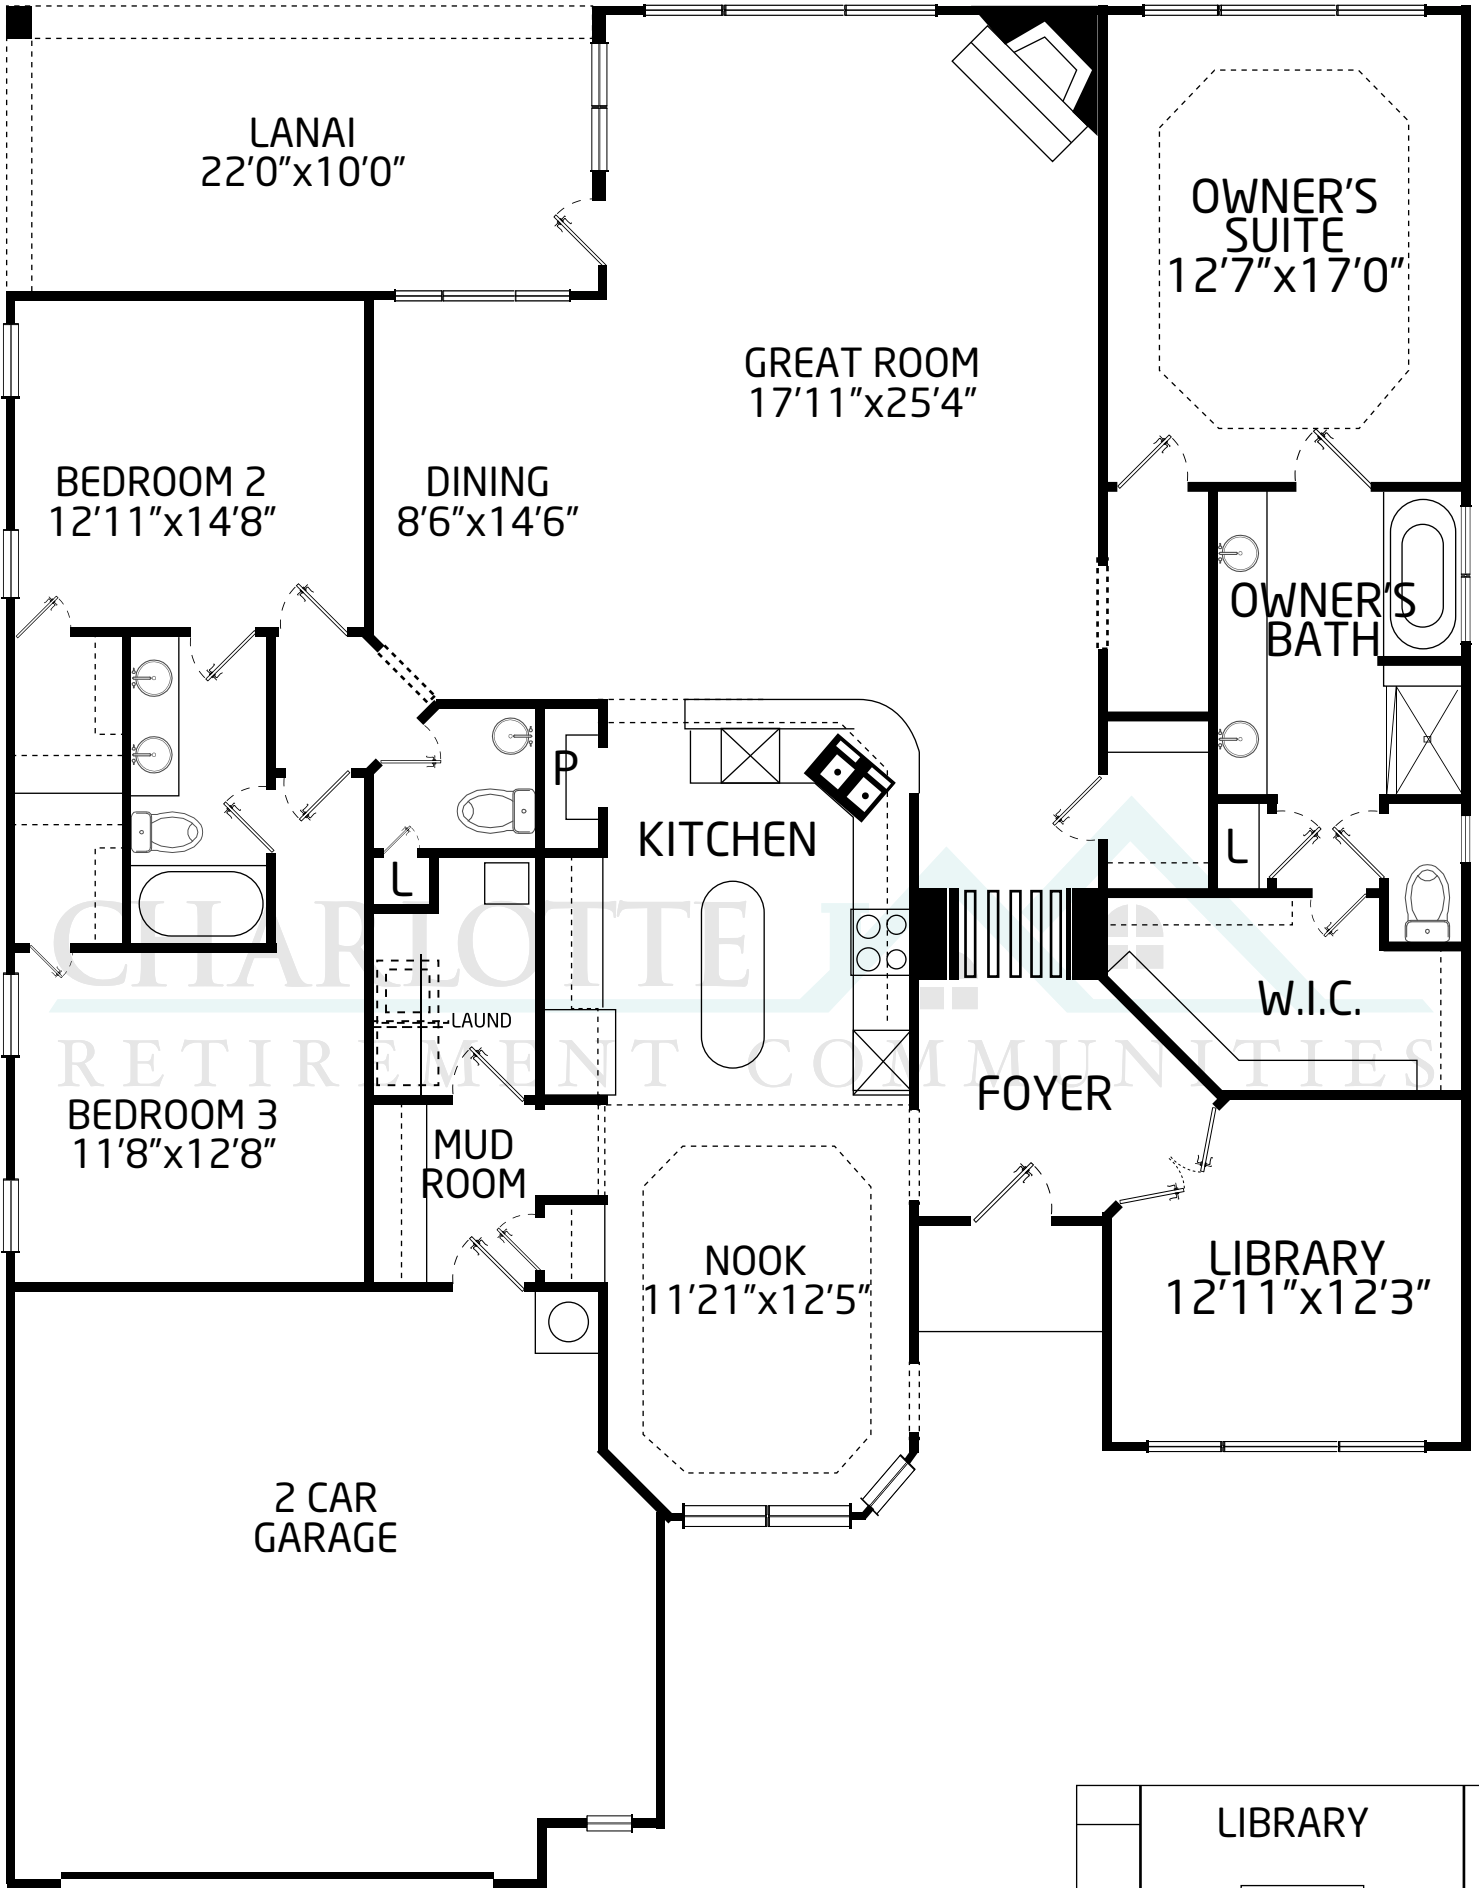 LANAI
22'0"x10'0"
OWNER'S
SUITE
12'7"x17'0"
GREAT ROOM
17'11"x25'4"
BEDROOM 2
12'11"x14'8"
DINING
8'6"x14'6"
OWNER'S
BATH
P
KITCHEN
L
L
CHARLOTTE
W.I.C.
LAUND
RETIREMENT COMMUNITIES
FOYER
BEDROOM 3
11'8"x12'8"
MUD
ROOM
NOOK
11'21"x12'5"
LIBRARY
12'11"x12'3"
2 CAR
GARAGE
LIBRARY